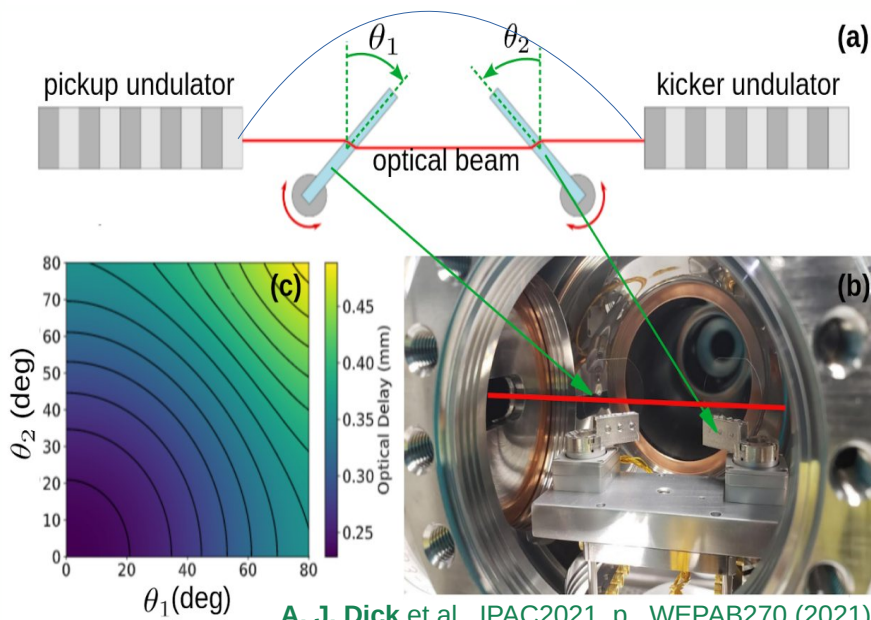 θ1
θ2
(a)
pickup undulator
kicker undulator
optical beam
80
70
60
50
40
30
20
10
0
θ2 (deg)
0
20
40
60
80
θ1(deg)
(c)
0.45
0.40
0.35
0.30
0.25
Optical Delay (mm)
(b)
A. J. Dick et al., IPAC2021, p., WEPAB270 (2021)